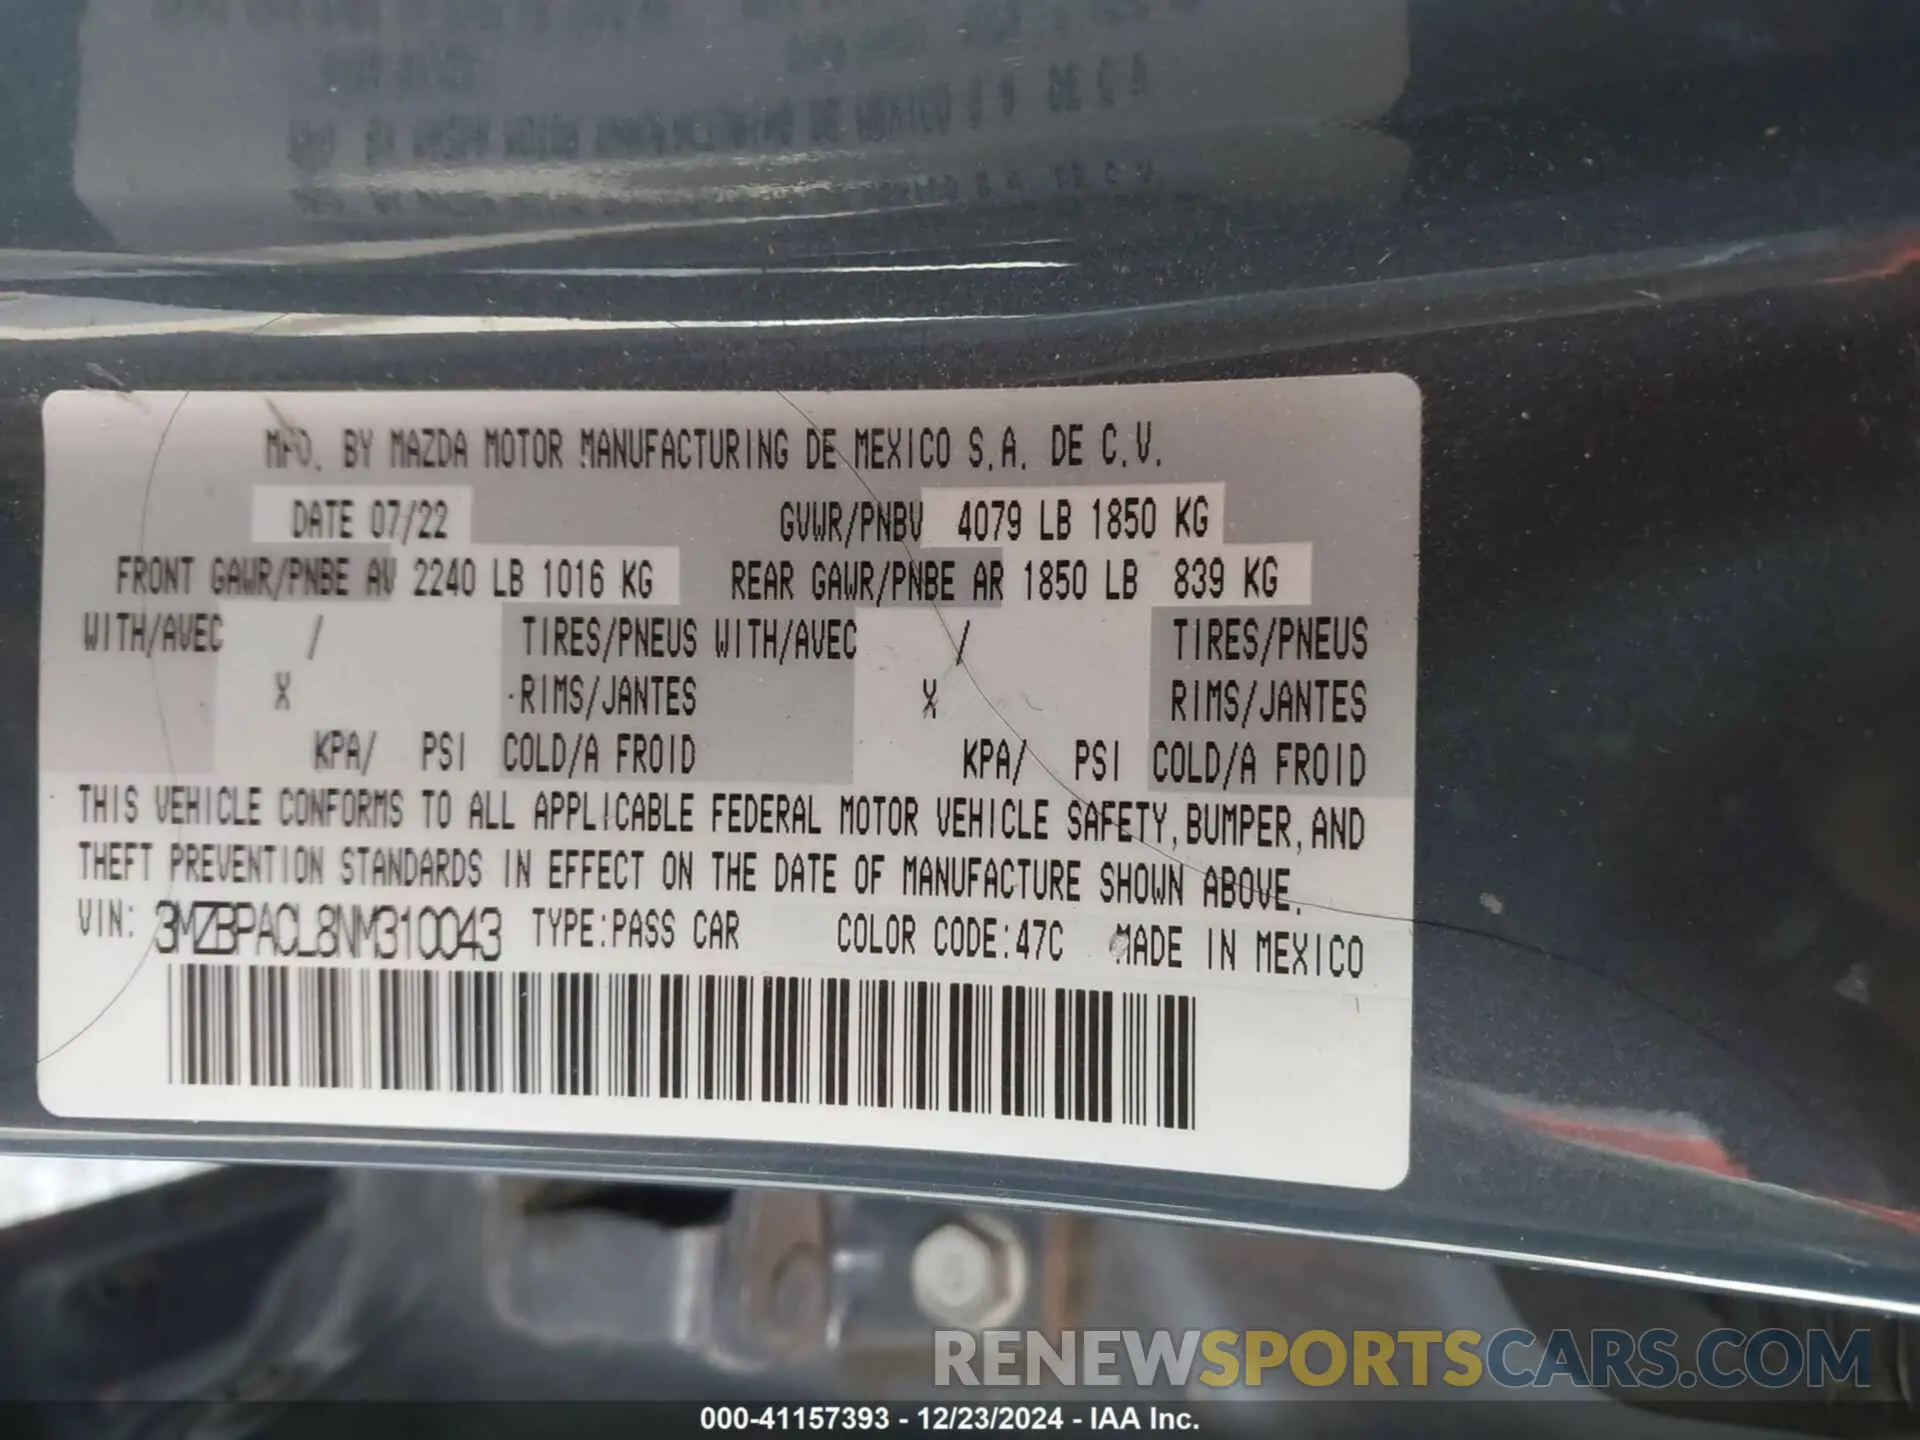 MFD. BY MAZDA MOTOR MANUFACTURING DE MEXICO S.A. DE C.V.
DATE 07/22 GVWR/PNBV 4079 LB 1850 KG
FRONT GAWR/PNBE AV 2240 LB 1016 KG REAR GAWR/PNBE AR 1850 LB 839 KG
WITH/AVEC / TIRES/PNEUS WITH/AVEC / TIRES/PNEUS
X RIMS/JANTES X RIMS/JANTES
KPA/ PSI COLD/A FROID KPA/ PSI COLD/A FROID
THIS VEHICLE CONFORMS TO ALL APPLICABLE FEDERAL MOTOR VEHICLE SAFETY, BUMPER, AND
THEFT PREVENTION STANDARDS IN EFFECT ON THE DATE OF MANUFACTURE SHOWN ABOVE.
VIN: 3MZBPACL8NM310043 TYPE:PASS CAR COLOR CODE:47C MADE IN MEXICO
RENEWSPORTSCARS.COM
000-41157393 - 12/23/2024 - IAA Inc.